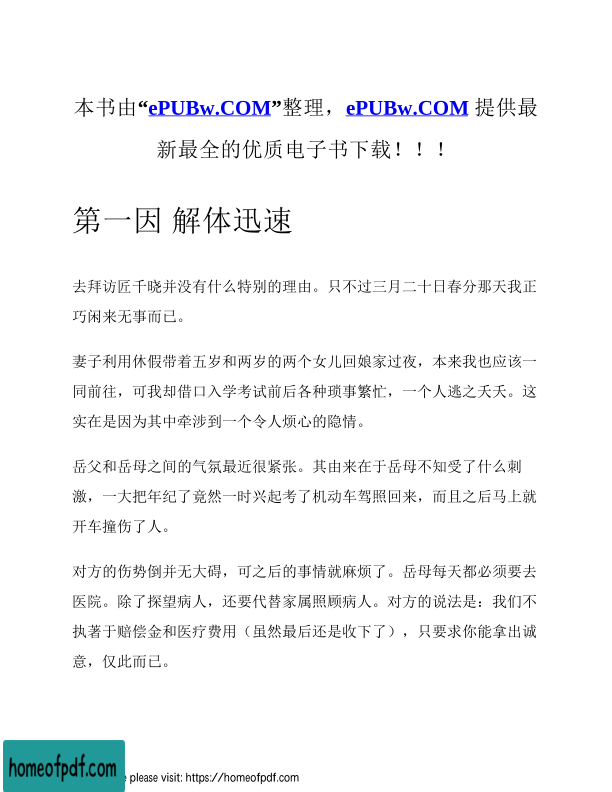 本书由“ePUBw.COM”整理，ePUBw.COM 提供最
新最全的优质电子书下载！！！
第一因 解体迅速
去拜访匠千晓并没有什么特别的理由。只不过三月二十日春分那天我正
巧闲来无事而已。
妻子利用休假带着五岁和两岁的两个女儿回娘家过夜，本来我也应该一
同前往，可我却借口入学考试前后各种琐事繁忙，一个人逃之夭夭。这
实在是因为其中牵涉到一个令人烦心的隐情。
岳父和岳母之间的气氛最近很紧张。其由来在于岳母不知受了什么刺
激，一大把年纪了竟然一时兴起考了机动车驾照回来，而且之后马上就
开车撞伤了人。
对方的伤势倒并无大碍，可之后的事情就麻烦了。岳母每天都必须要去
医院。除了探望病人，还要代替家属照顾病人。对方的说法是：我们不
执著于赔偿金和医疗费用（虽然最后还是收下了），只要求你能拿出诚
意，仅此而已。
homeofpdf.com
e please visit: https://homeofpdf.com